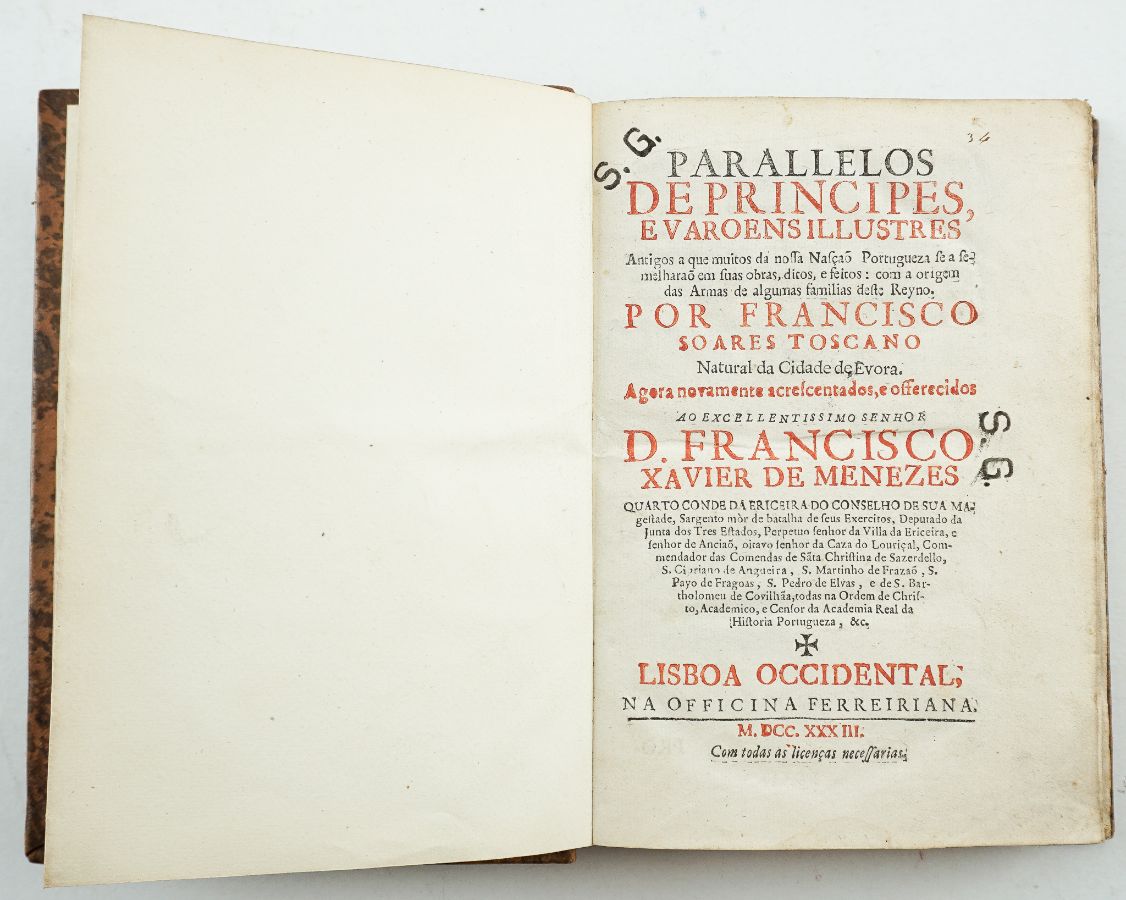 34
S. G.
PARALLELOS
DE PRINCIPES,
E VAROENS ILLUSTRES
Antigos a que muitos da nossa Nasçaõ Portugueza se a se-
melharaõ em suas obras, ditos, e feitos: com a origem
das Armas de algumas familias deste Reyno.
POR FRANCISCO
SOARES TOSCANO
Natural da Cidade de Evora.
Agora novamente acrescentados, e offerecidos
AO EXCELLENTISSIMO SENHOR
D. FRANCISCO
XAVIER DE MENEZES
S. G.
QUARTO CONDE DA ERICEIRA DO CONSELHO DE SUA MA-
gestade, Sargento mòr de batalha de seus Exercitos, Deputado da
Junta dos Tres Estados, Perpetuo senhor da Villa da Ericeira, e
senhor de Anciaõ, oitavo senhor da Caza do Louriçal, Com-
mendador das Comendas de Sãta Christina de Sazerdello,
S. Cipriano de Angueira, S. Martinho de Frazaõ, S.
Payo de Fragoas, S. Pedro de Elvas, e de S. Bar-
tholomeu de Covilhãa, todas na Ordem de Chris-
to, Academico, e Censor da Academia Real da
Historia Portugueza, &c.
LISBOA OCCIDENTAL,
NA OFFICINA FERREIRIANA.
M. DCC. XXXIII.
Com todas as licenças necessarias.